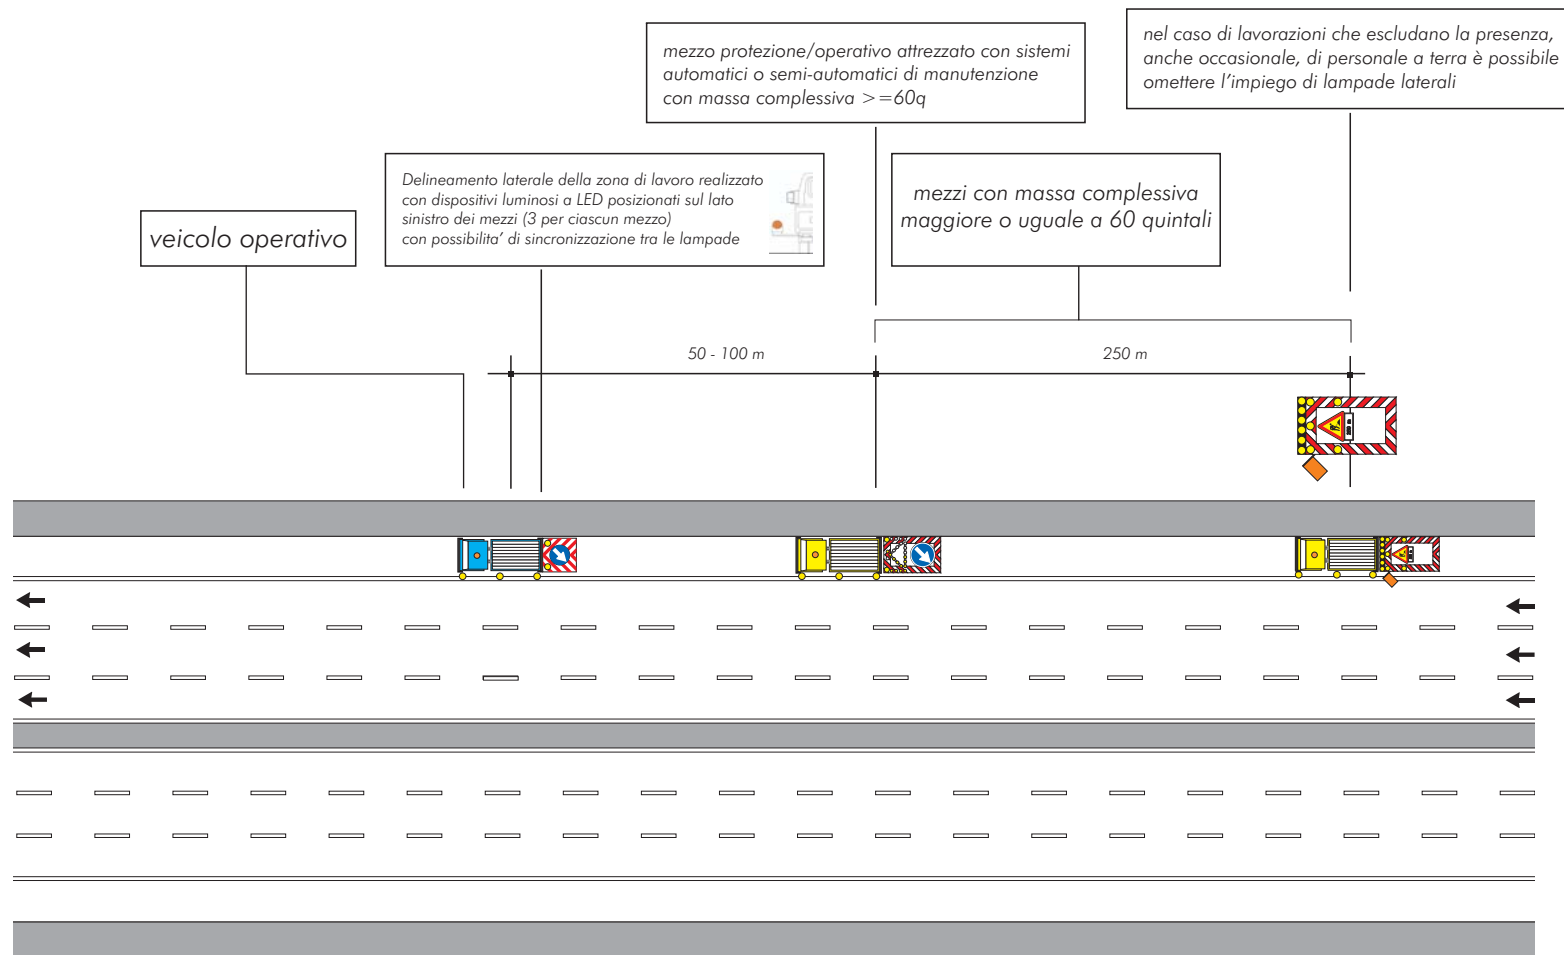 mezzo protezione/operativo attrezzato con sistemi
automatici o semi-automatici di manutenzione
con massa complessiva >=60q
nel caso di lavorazioni che escludano la presenza,
anche occasionale, di personale a terra è possibile
omettere l'impiego di lampade laterali
Delineamento laterale della zona di lavoro realizzato
con dispositivi luminosi a LED posizionati sul lato
sinistro dei mezzi (3 per ciascun mezzo)
con possibilita' di sincronizzazione tra le lampade
mezzi con massa complessiva
maggiore o uguale a 60 quintali
veicolo operativo
50 - 100 m
250 m